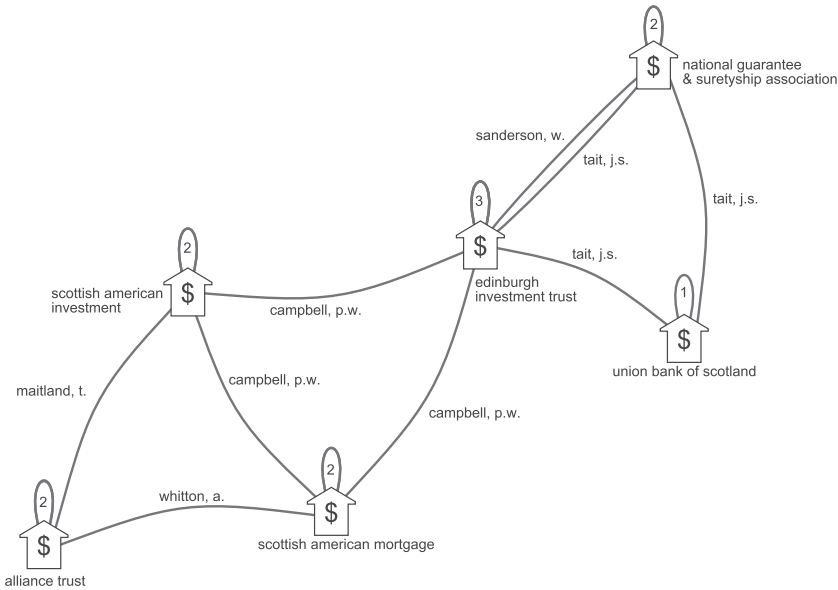 2
$
national guarantee
& suretyship association
sanderson, w.
tait, j.s.
tait, j.s.
3
$
tait, j.s.
edinburgh
investment trust
2
$
scottish american
investment
campbell, p.w.
1
$
union bank of scotland
maitland, t.
campbell, p.w.
campbell, p.w.
2
$
scottish american mortgage
whitton, a.
2
$
alliance trust